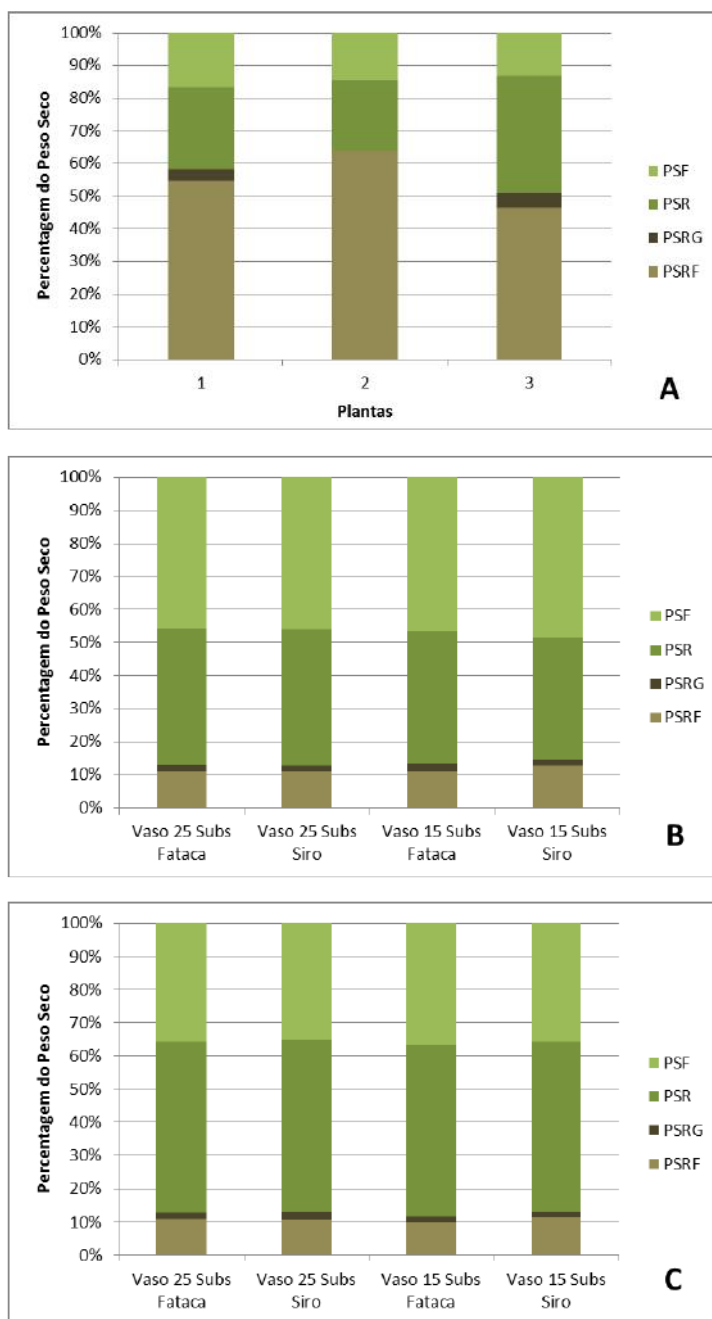 100%
90%
80%
70%
60%
50%
40%
30%
20%
10%
0%
Percentagem do Peso Seco
1 2 3
Plantas
PSF
PSR
PSRG
PSRF
A
100%
90%
80%
70%
60%
50%
40%
30%
20%
10%
0%
Percentagem do Peso Seco
Vaso 25 Subs Vaso 25 Subs Vaso 15 Subs Vaso 15 Subs
Fataca Siro Fataca Siro
PSF
PSR
PSRG
PSRF
B
100%
90%
80%
70%
60%
50%
40%
30%
20%
10%
0%
Percentagem do Peso Seco
Vaso 25 Subs Vaso 25 Subs Vaso 15 Subs Vaso 15 Subs
Fataca Siro Fataca Siro
PSF
PSR
PSRG
PSRF
C